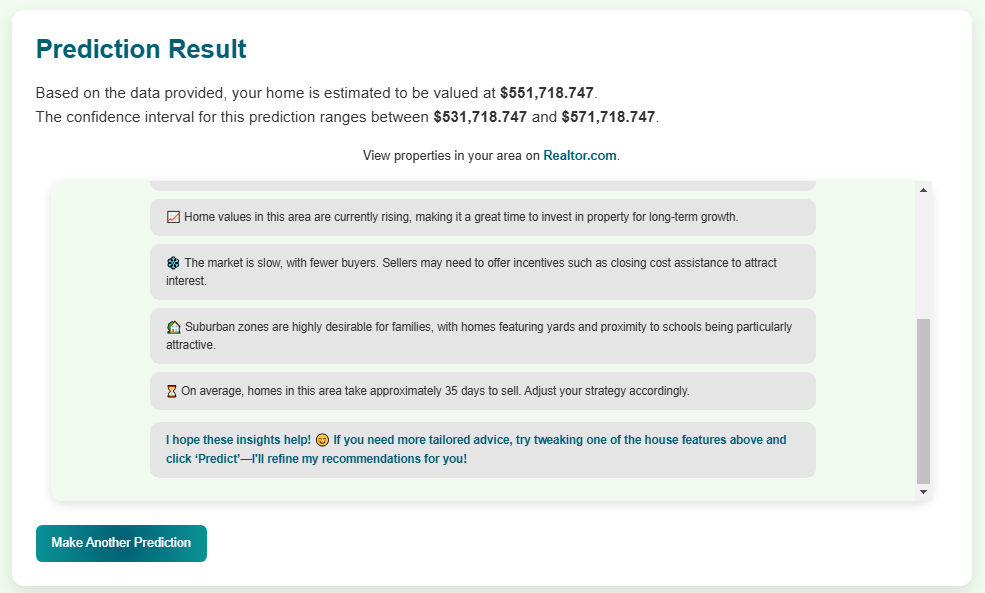 Prediction Result
Based on the data provided, your home is estimated to be valued at $551,718.747.
The confidence interval for this prediction ranges between $531,718.747 and $571,718.747.
View properties in your area on Realtor.com.
📈 Home values in this area are currently rising, making it a great time to invest in property for long-term growth.
❄️ The market is slow, with fewer buyers. Sellers may need to offer incentives such as closing cost assistance to attract
interest.
🏡 Suburban zones are highly desirable for families, with homes featuring yards and proximity to schools being particularly
attractive.
⏳ On average, homes in this area take approximately 35 days to sell. Adjust your strategy accordingly.
I hope these insights help! 😊 If you need more tailored advice, try tweaking one of the house features above and
click ‘Predict’—I'll refine my recommendations for you!
Make Another Prediction